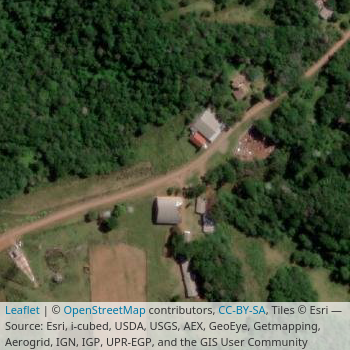 Leaflet | © OpenStreetMap contributors, CC-BY-SA, Tiles © Esri —
Source: Esri, i-cubed, USDA, USGS, AEX, GeoEye, Getmapping,
Aerogrid, IGN, IGP, UPR-EGP, and the GIS User Community